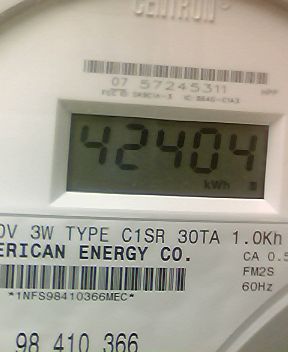 CENTRON
07 57245311
42404
kWh
0V 3W TYPE C1SR 30TA 1.0Kh
ERICAN ENERGY CO.
CA 0.5
FM2S
*1NFS98410366MEC*
60Hz
98 410 366